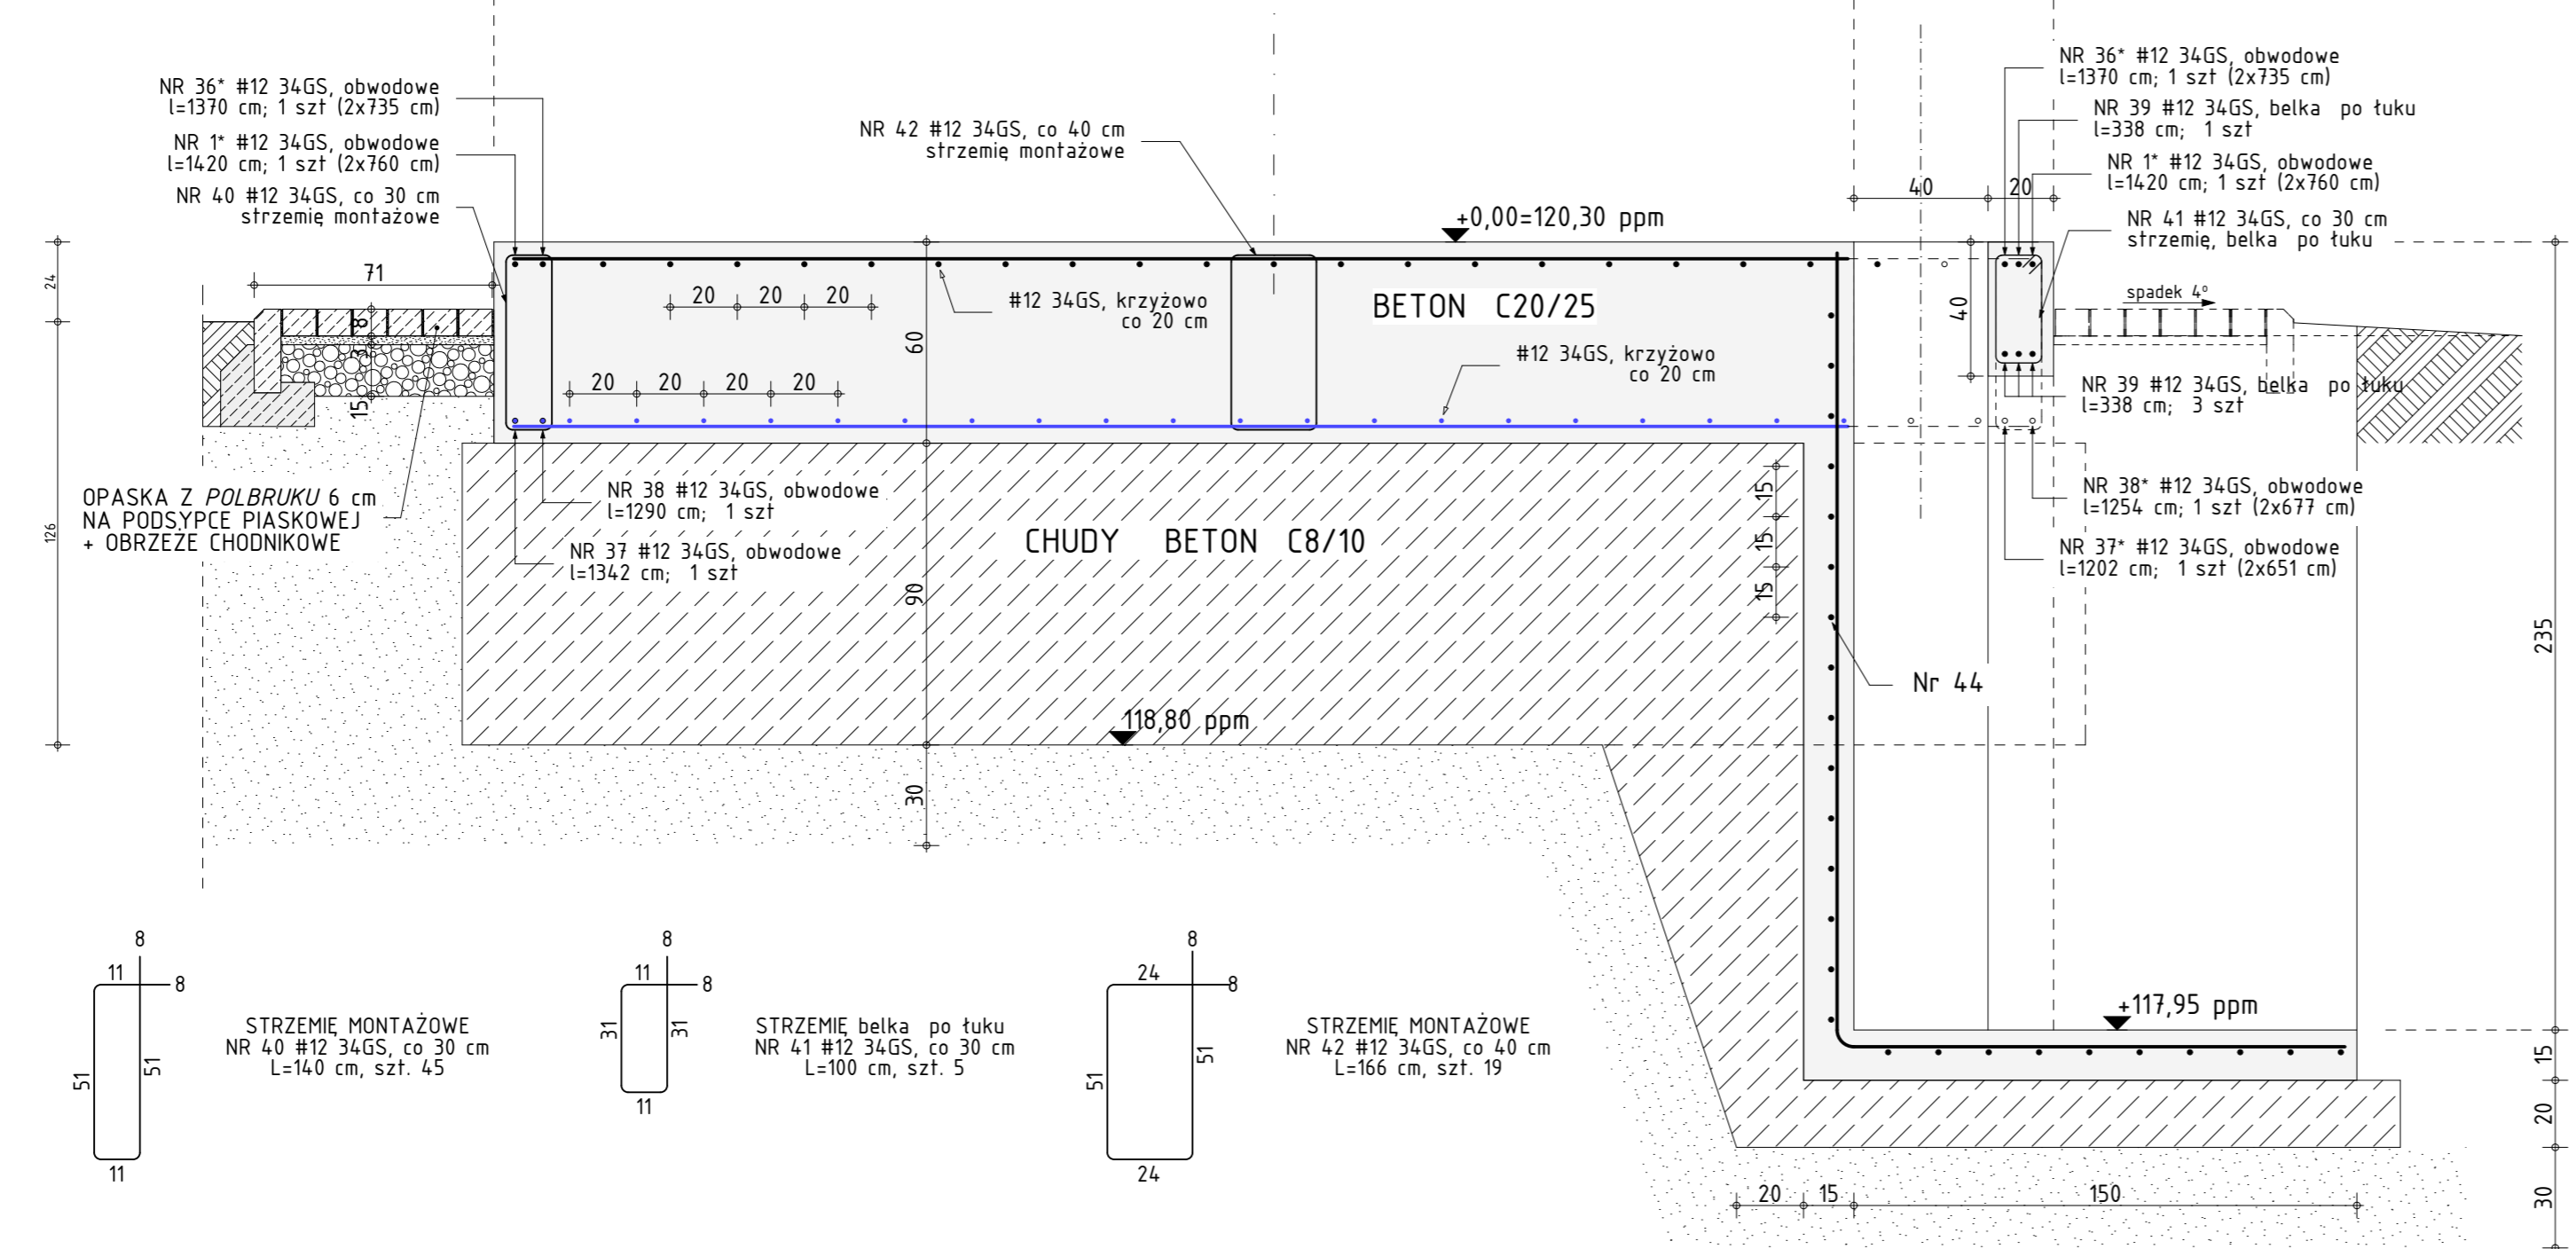 NR 36* #12 34GS, obwodowe
l=1370 cm; 1 szt (2x735 cm)
NR 1* #12 34GS, obwodowe
l=1420 cm; 1 szt (2x760 cm)
NR 40 #12 34GS, co 30 cm
strzemię montażowe
NR 42 #12 34GS, co 40 cm
strzemię montażowe
+0,00=120,30 ppm
NR 36* #12 34GS, obwodowe
l=1370 cm; 1 szt (2x735 cm)
NR 39 #12 34GS, belka po łuku
l=338 cm; 1 szt
NR 1* #12 34GS, obwodowe
l=1420 cm; 1 szt (2x760 cm)
NR 41 #12 34GS, co 30 cm
strzemię, belka po łuku
40
20
24
71
8
3
15
20
20
20
#12 34GS, krzyżowo
co 20 cm
BETON C20/25
60
20
20
20
20
#12 34GS, krzyżowo
co 20 cm
40
spadek 4°
NR 39 #12 34GS, belka po łuku
l=338 cm; 3 szt
OPASKA Z POLBRUKU 6 cm
NA PODSYPCE PIASKOWEJ
+ OBRZEŻE CHODNIKOWE
126
NR 38 #12 34GS, obwodowe
l=1290 cm; 1 szt
NR 37 #12 34GS, obwodowe
l=1342 cm; 1 szt
CHUDY BETON C8/10
90
15
15
15
NR 38* #12 34GS, obwodowe
l=1254 cm; 1 szt (2x677 cm)
NR 37* #12 34GS, obwodowe
l=1202 cm; 1 szt (2x651 cm)
Nr 44
235
118,80 ppm
30
+117,95 ppm
15
20
30
20
15
150
8
11
8
51
51
11
STRZEMIĘ MONTAŻOWE
NR 40 #12 34GS, co 30 cm
L=140 cm, szt. 45
8
11
8
31
31
11
STRZEMIĘ belka po łuku
NR 41 #12 34GS, co 30 cm
L=100 cm, szt. 5
8
24
8
51
51
24
STRZEMIĘ MONTAŻOWE
NR 42 #12 34GS, co 40 cm
L=166 cm, szt. 19